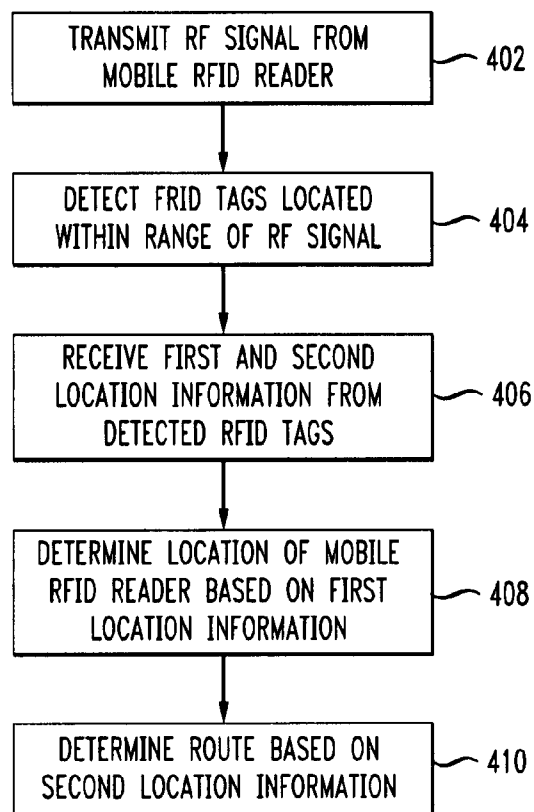 TRANSMIT RF SIGNAL FROM
MOBILE RFID READER
402
DETECT FRID TAGS LOCATED
WITHIN RANGE OF RF SIGNAL
404
RECEIVE FIRST AND SECOND
LOCATION INFORMATION FROM
DETECTED RFID TAGS
406
DETERMINE LOCATION OF MOBILE
RFID READER BASED ON FIRST
LOCATION INFORMATION
408
DETERMINE ROUTE BASED ON
SECOND LOCATION INFORMATION
410